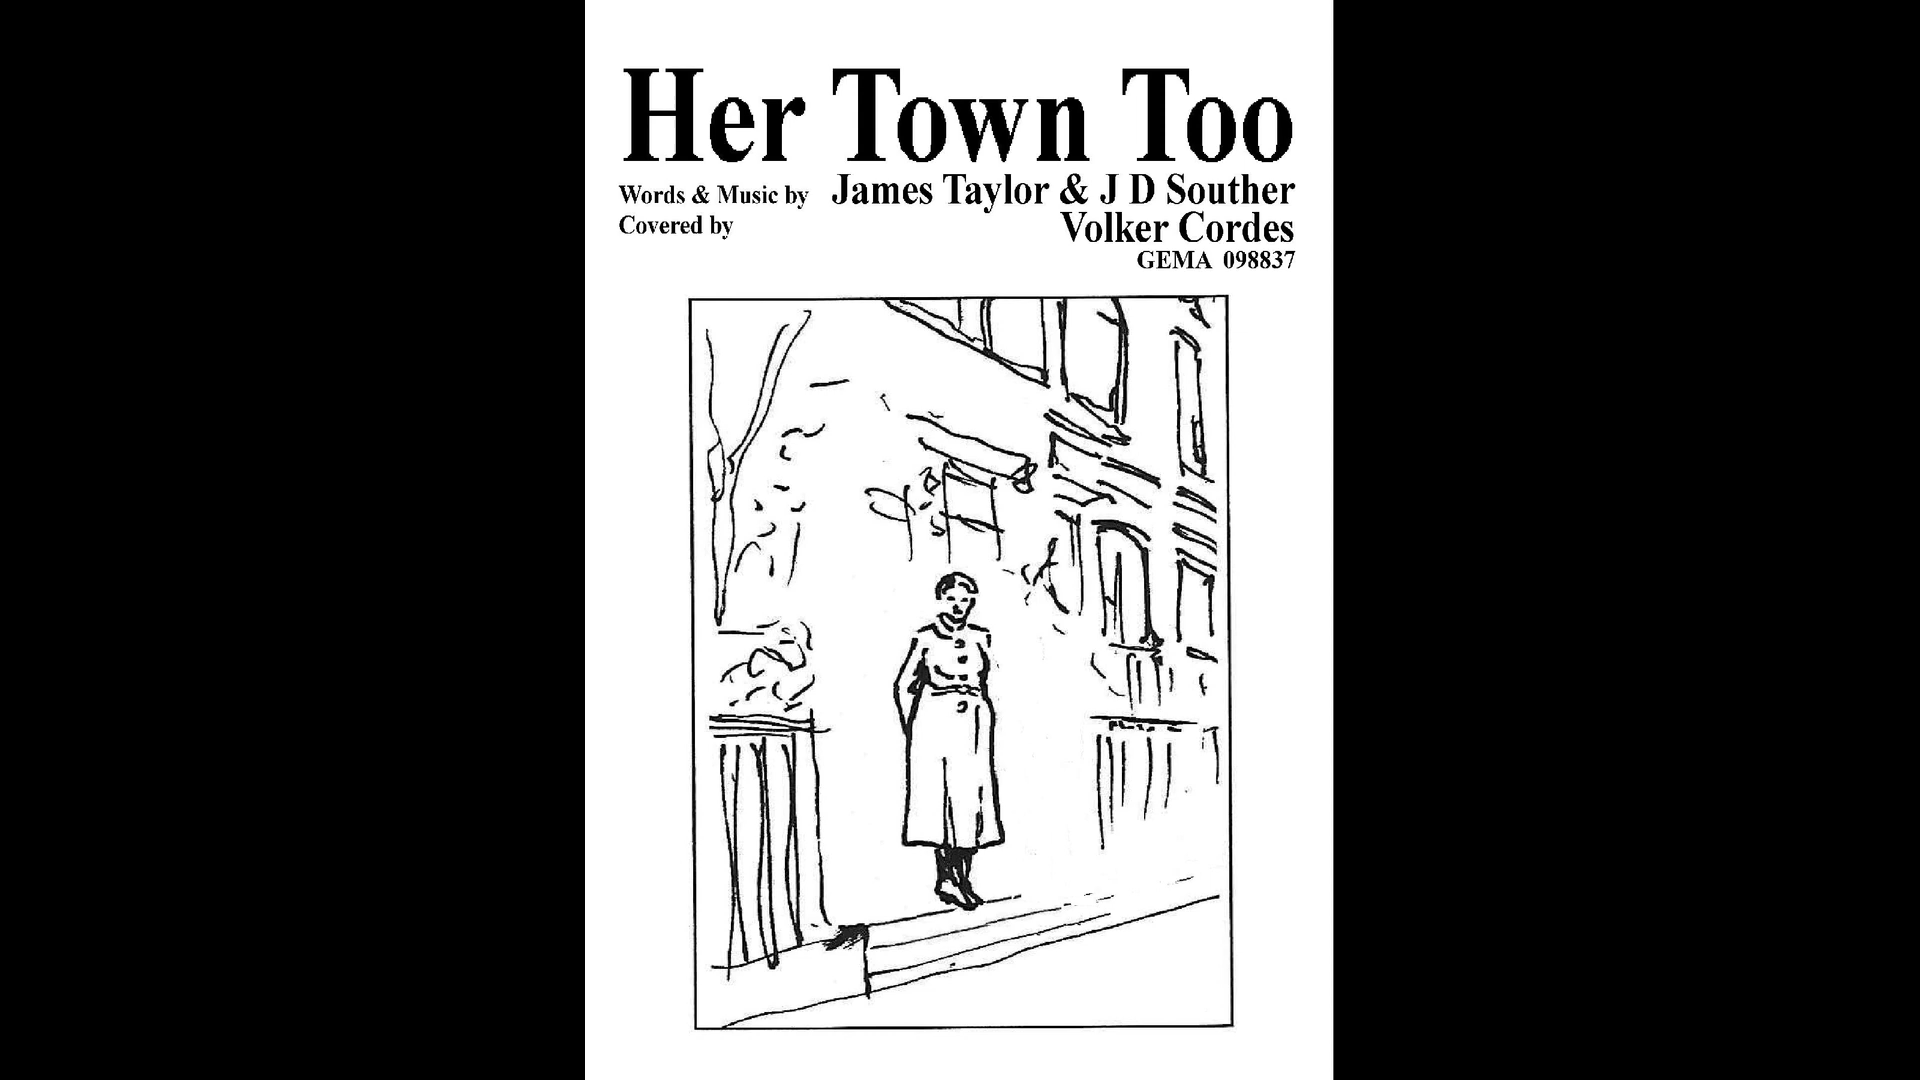 Her Town Too
Words & Music by James Taylor & J D Souther
Covered by Volker Cordes
GEMA 098837